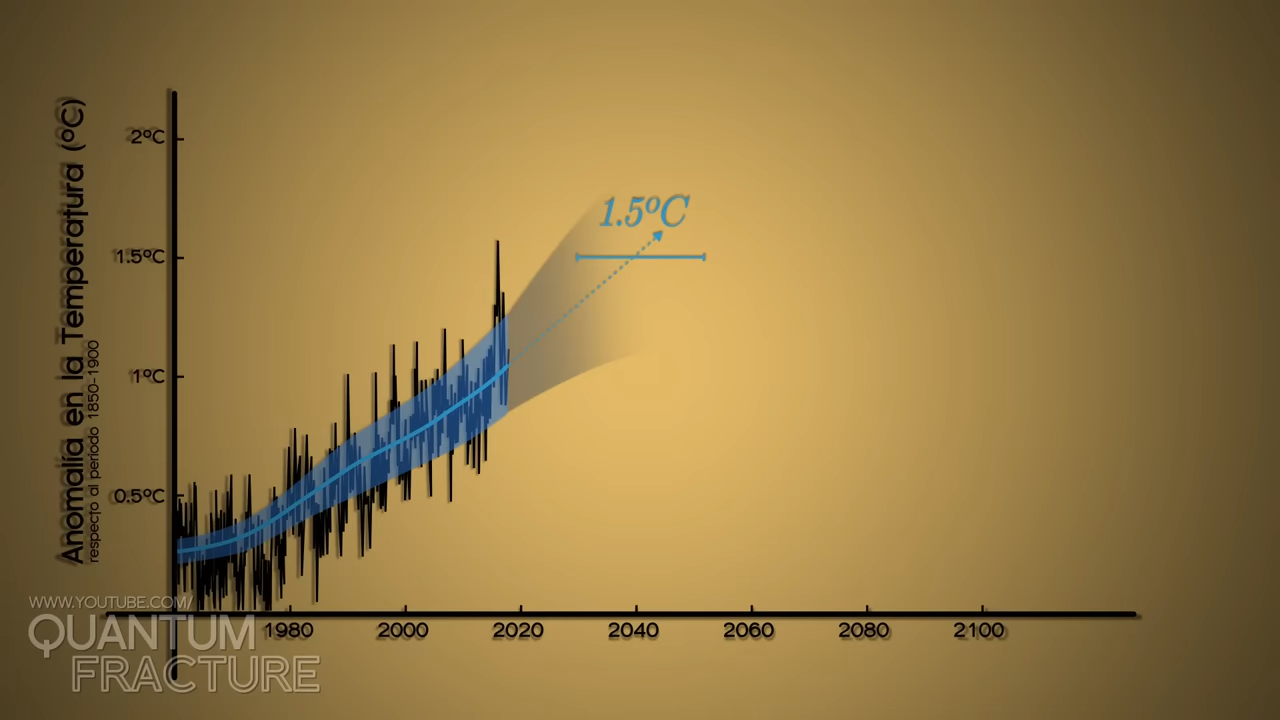 Anomalía en la Temperatura (ºC)
respecto al periodo 1850-1900
2ºC
1.5ºC
1ºC
0.5ºC
1.5ºC
1980
2000
2020
2040
2060
2080
2100
WWW.YOUTUBE.COM/
QUANTUM
FRACTURE